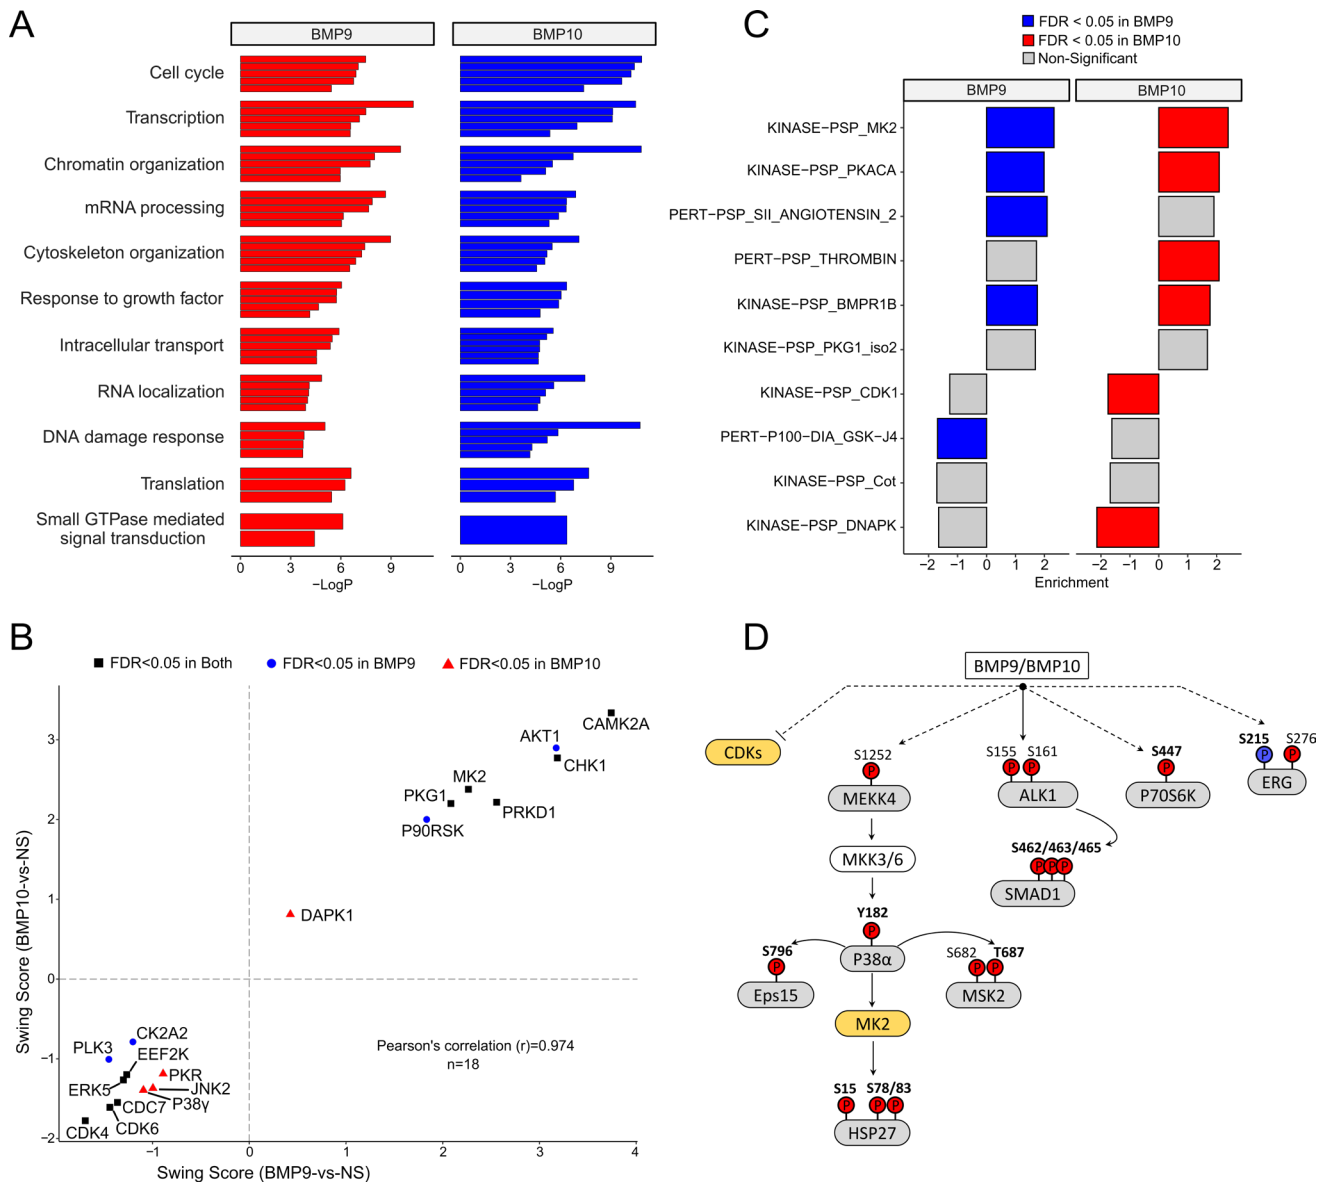 A
BMP9
BMP10
Cell cycle
Transcription
Chromatin organization
mRNA processing
Cytoskeleton organization
Response to growth factor
Intracellular transport
RNA localization
DNA damage response
Translation
Small GTPase mediated
signal transduction
0 3 6 9
0 3 6 9
−LogP
−LogP
C
FDR < 0.05 in BMP9
FDR < 0.05 in BMP10
Non−Significant
BMP9
BMP10
KINASE−PSP_MK2
KINASE−PSP_PKACA
PERT−PSP_SII_ANGIOTENSIN_2
PERT−PSP_THROMBIN
KINASE−PSP_BMPR1B
KINASE−PSP_PKG1_iso2
KINASE−PSP_CDK1
PERT−P100−DIA_GSK−J4
KINASE−PSP_Cot
KINASE−PSP_DNAPK
−2 −1 0 1 2
−2 −1 0 1 2
Enrichment
B
FDR<0.05 in Both
FDR<0.05 in BMP9
FDR<0.05 in BMP10
Swing Score (BMP10-vs-NS)
3
2
1
0
−1
−2
CAMK2A
AKT1
CHK1
MK2
PKG1
PRKD1
P90RSK
DAPK1
CK2A2
PLK3
EEF2K
PKR
ERK5
JNK2
P38γ
CDC7
CDK6
CDK4
Pearson's correlation (r)=0.974
n=18
−1 0 1 2 3 4
Swing Score (BMP9-vs-NS)
D
BMP9/BMP10
CDKs
S1252
P
MEKK4
S155 S161
P P
ALK1
S447
P
P70S6K
S215 S276
P P
ERG
MKK3/6
S462/463/465
P P P
SMAD1
Y182
P
P38α
S796
P
Eps15
S682 T687
P P
MSK2
MK2
S15 S78/83
P P P
HSP27